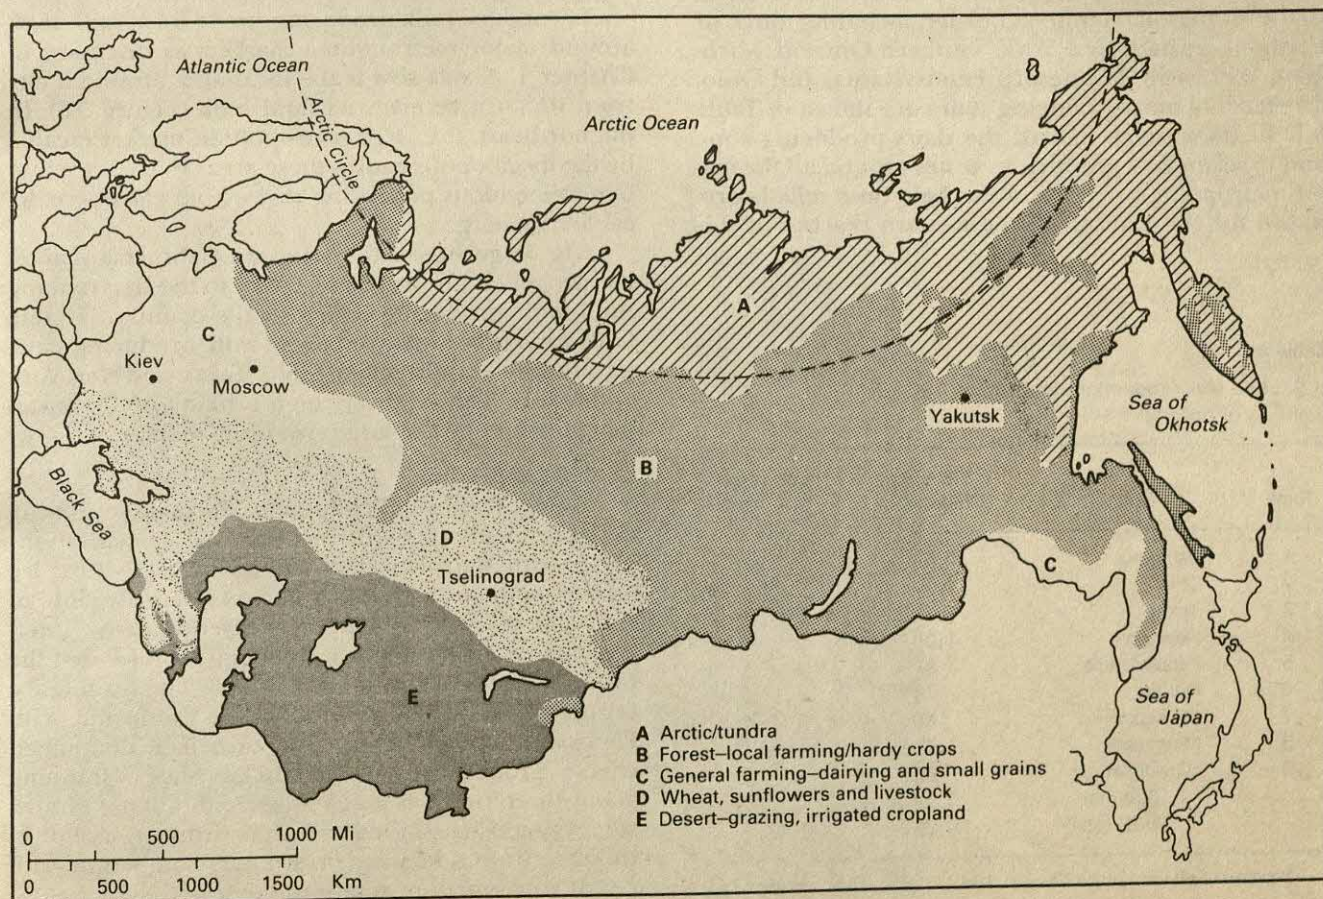 Atlantic Ocean
Arctic Circle
Arctic Ocean
A
C
Kiev
Moscow
Yakutsk
Sea of
Okhotsk
B
Black Sea
D
Tselinograd
C
E
Sea of
Japan
A Arctic/tundra
B Forest–local farming/hardy crops
C General farming–dairying and small grains
D Wheat, sunflowers and livestock
E Desert–grazing, irrigated cropland
0 500 1000 Mi
0 500 1000 1500 Km